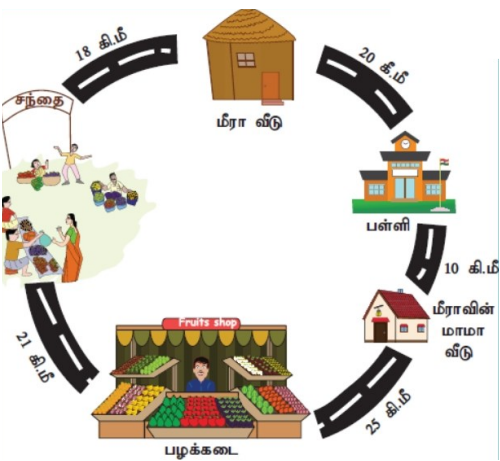 18 கி.மீ
20 கீ.மீ
சந்தை
மீரா வீடு
பள்ளி
10 கி.மீ
மீராவின்
மாமா
வீடு
Fruits shop
21 கி.மீ
25 கி.மீ
பழக்கடை